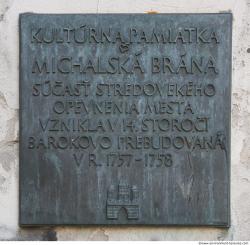 KULTÚRNA PAMIATKA
MICHALSKÁ BRÁNA
SÚČASŤ STREDOVEKÉHO
OPEVNENIA MESTA
VZNIKLA V 14. STOROČÍ
BAROKOVO PREBUDOVANÁ
V R. 1757-1758